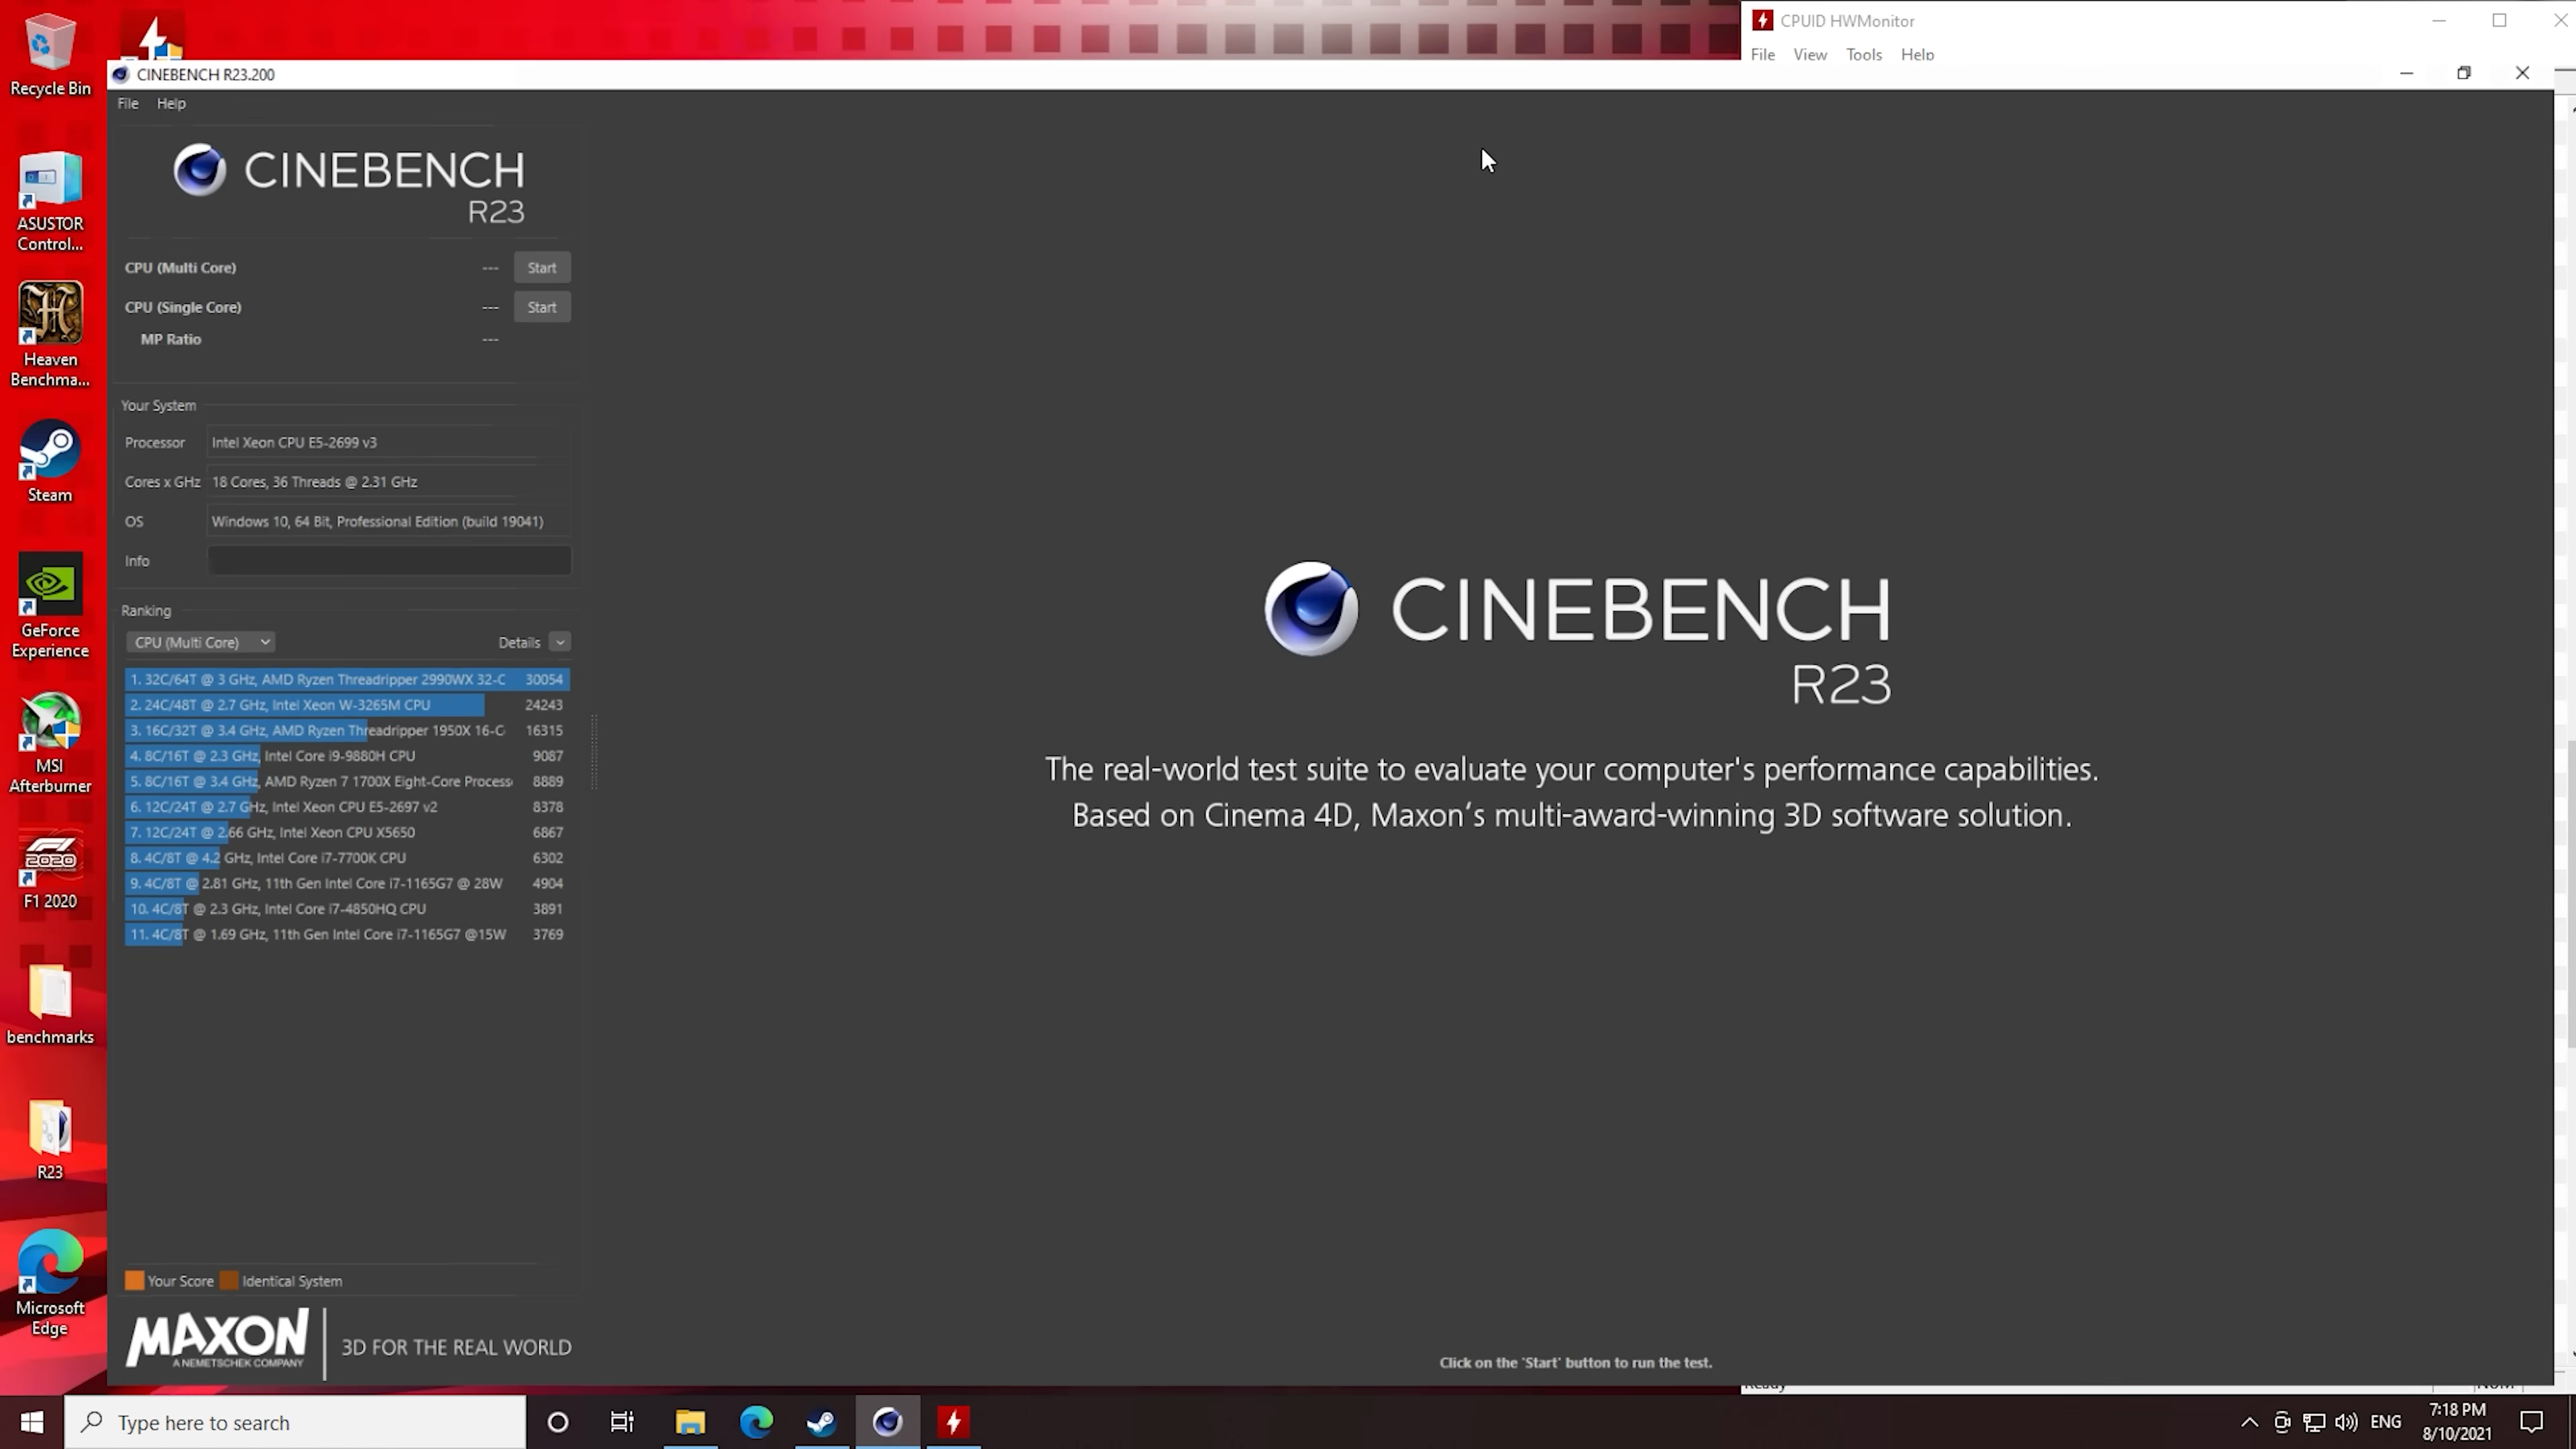 Recycle Bin
ASUSTOR
Control...
Heaven
Benchma...
Steam
GeForce
Experience
MSI
Afterburner
F1 2020
benchmarks
R23
Microsoft
Edge
CPUID HWMonitor
File View Tools Help
CINEBENCH R23.200
File Help
CINEBENCH
R23
CPU (Multi Core) --- Start
CPU (Single Core) --- Start
MP Ratio ---
Your System
Processor Intel Xeon CPU E5-2699 v3
Cores x GHz 18 Cores, 36 Threads @ 2.31 GHz
OS Windows 10, 64 Bit, Professional Edition (build 19041)
Info
Ranking
CPU (Multi Core) Details
1. 32C/64T @ 3 GHz, AMD Ryzen Threadripper 2990WX 32-C 30054
2. 24C/48T @ 2.7 GHz, Intel Xeon W-3265M CPU 24243
3. 16C/32T @ 3.4 GHz, AMD Ryzen Threadripper 1950X 16-C 16315
4. 8C/16T @ 2.3 GHz, Intel Core i9-9880H CPU 9087
5. 8C/16T @ 3.4 GHz, AMD Ryzen 7 1700X Eight-Core Process 8889
6. 12C/24T @ 2.7 GHz, Intel Xeon CPU E5-2697 v2 8378
7. 12C/24T @ 2.66 GHz, Intel Xeon CPU X5650 6867
8. 4C/8T @ 4.2 GHz, Intel Core i7-7700K CPU 6302
9. 4C/8T @ 2.81 GHz, 11th Gen Intel Core i7-1165G7 @ 28W 4904
10. 4C/8T @ 2.3 GHz, Intel Core i7-4850HQ CPU 3891
11. 4C/8T @ 1.69 GHz, 11th Gen Intel Core i7-1165G7 @15W 3769
Your Score Identical System
MAXON
A NEMETSCHEK COMPANY
3D FOR THE REAL WORLD
CINEBENCH
R23
The real-world test suite to evaluate your computer's performance capabilities.
Based on Cinema 4D, Maxon's multi-award-winning 3D software solution.
Click on the 'Start' button to run the test.
Ready NUM
Type here to search
ENG
7:18 PM
8/10/2021